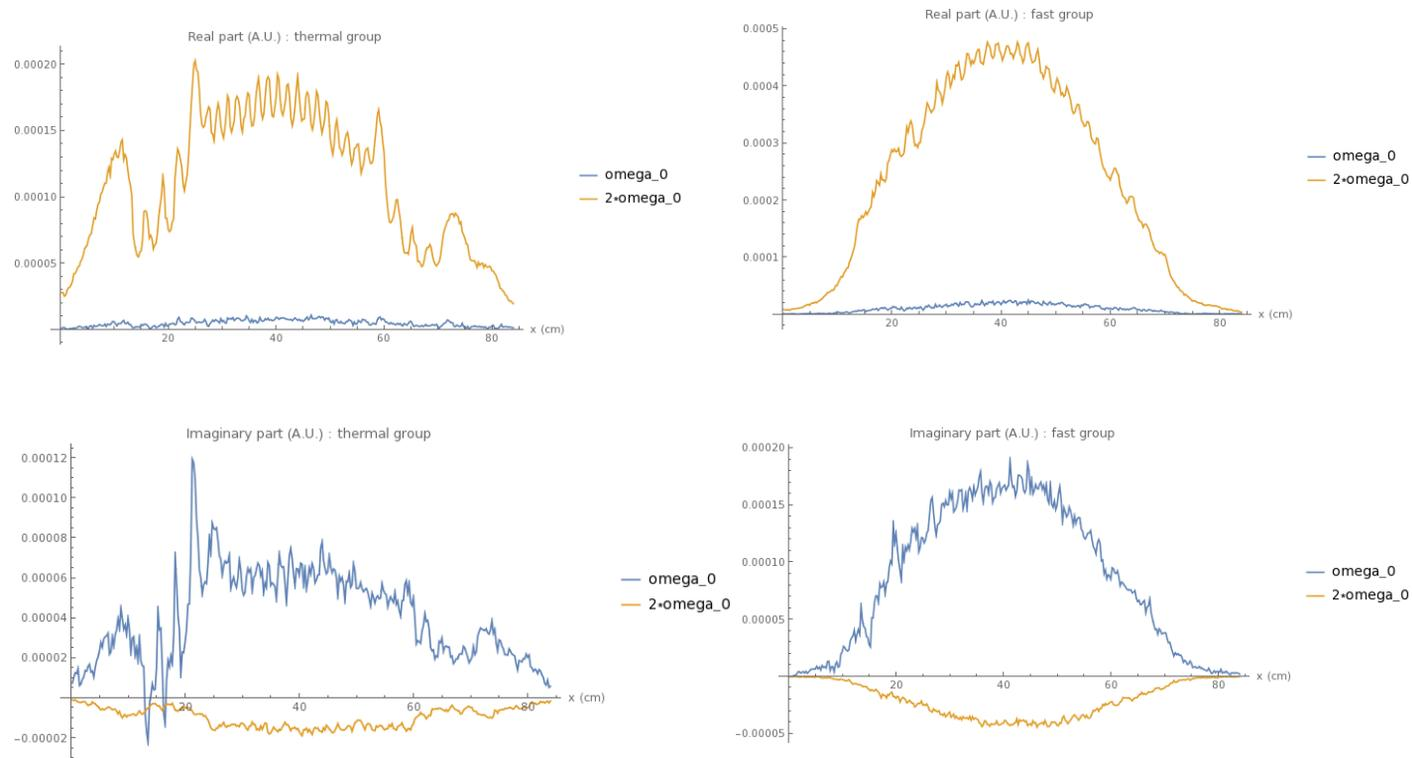 Real part (A.U.) : thermal group
0.00020
0.00015
0.00010
0.00005
20
40
60
80
x (cm)
omega_0
2*omega_0
Real part (A.U.) : fast group
0.0005
0.0004
0.0003
0.0002
0.0001
20
40
60
80
x (cm)
omega_0
2*omega_0
Imaginary part (A.U.) : thermal group
0.00012
0.00010
0.00008
0.00006
0.00004
0.00002
-0.00002
20
40
60
80
x (cm)
omega_0
2*omega_0
Imaginary part (A.U.) : fast group
0.00020
0.00015
0.00010
0.00005
-0.00005
20
40
60
80
x (cm)
omega_0
2*omega_0